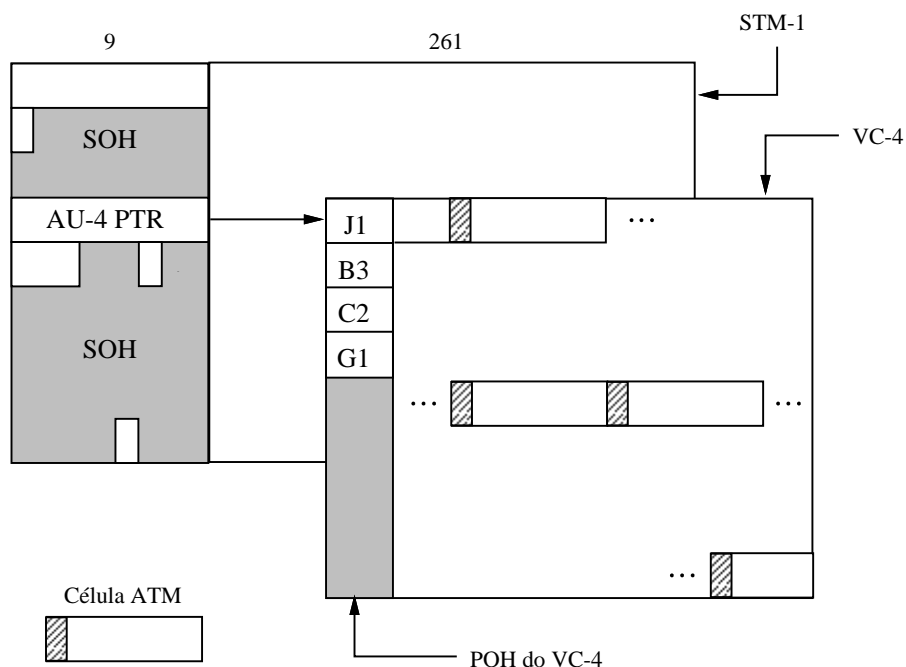 STM-1
9
261
VC-4
SOH
AU-4 PTR
J1
...
B3
C2
G1
SOH
...
...
...
Célula ATM
POH do VC-4